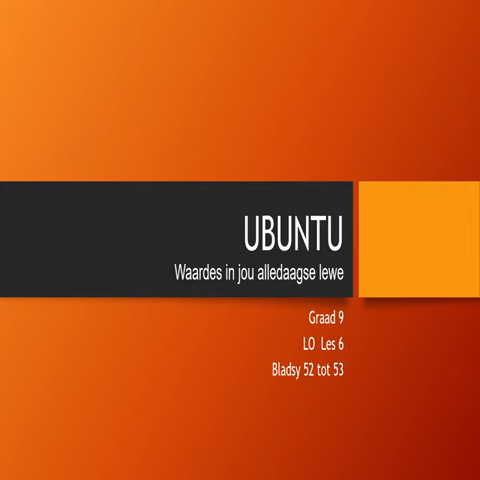 UBUNTU
Waardes in jou alledaagse lewe
Graad 9
LO Les 6
Bladsy 52 tot 53